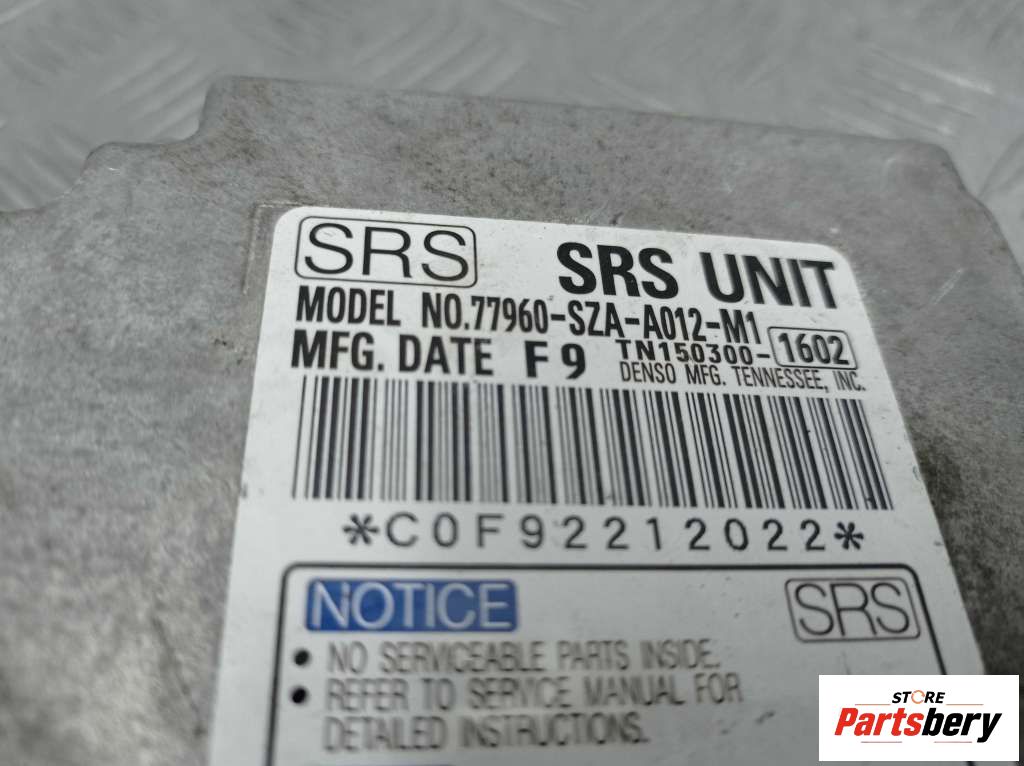 SRS SRS UNIT
MODEL NO.77960-SZA-A012-M1
MFG. DATE F 9 TN150300-1602
DENSO MFG. TENNESSEE, INC.
*C0F92212022*
NOTICE SRS
• NO SERVICEABLE PARTS INSIDE.
• REFER TO SERVICE MANUAL FOR
DETAILED INSTRUCTIONS.
STORE
Partsbery